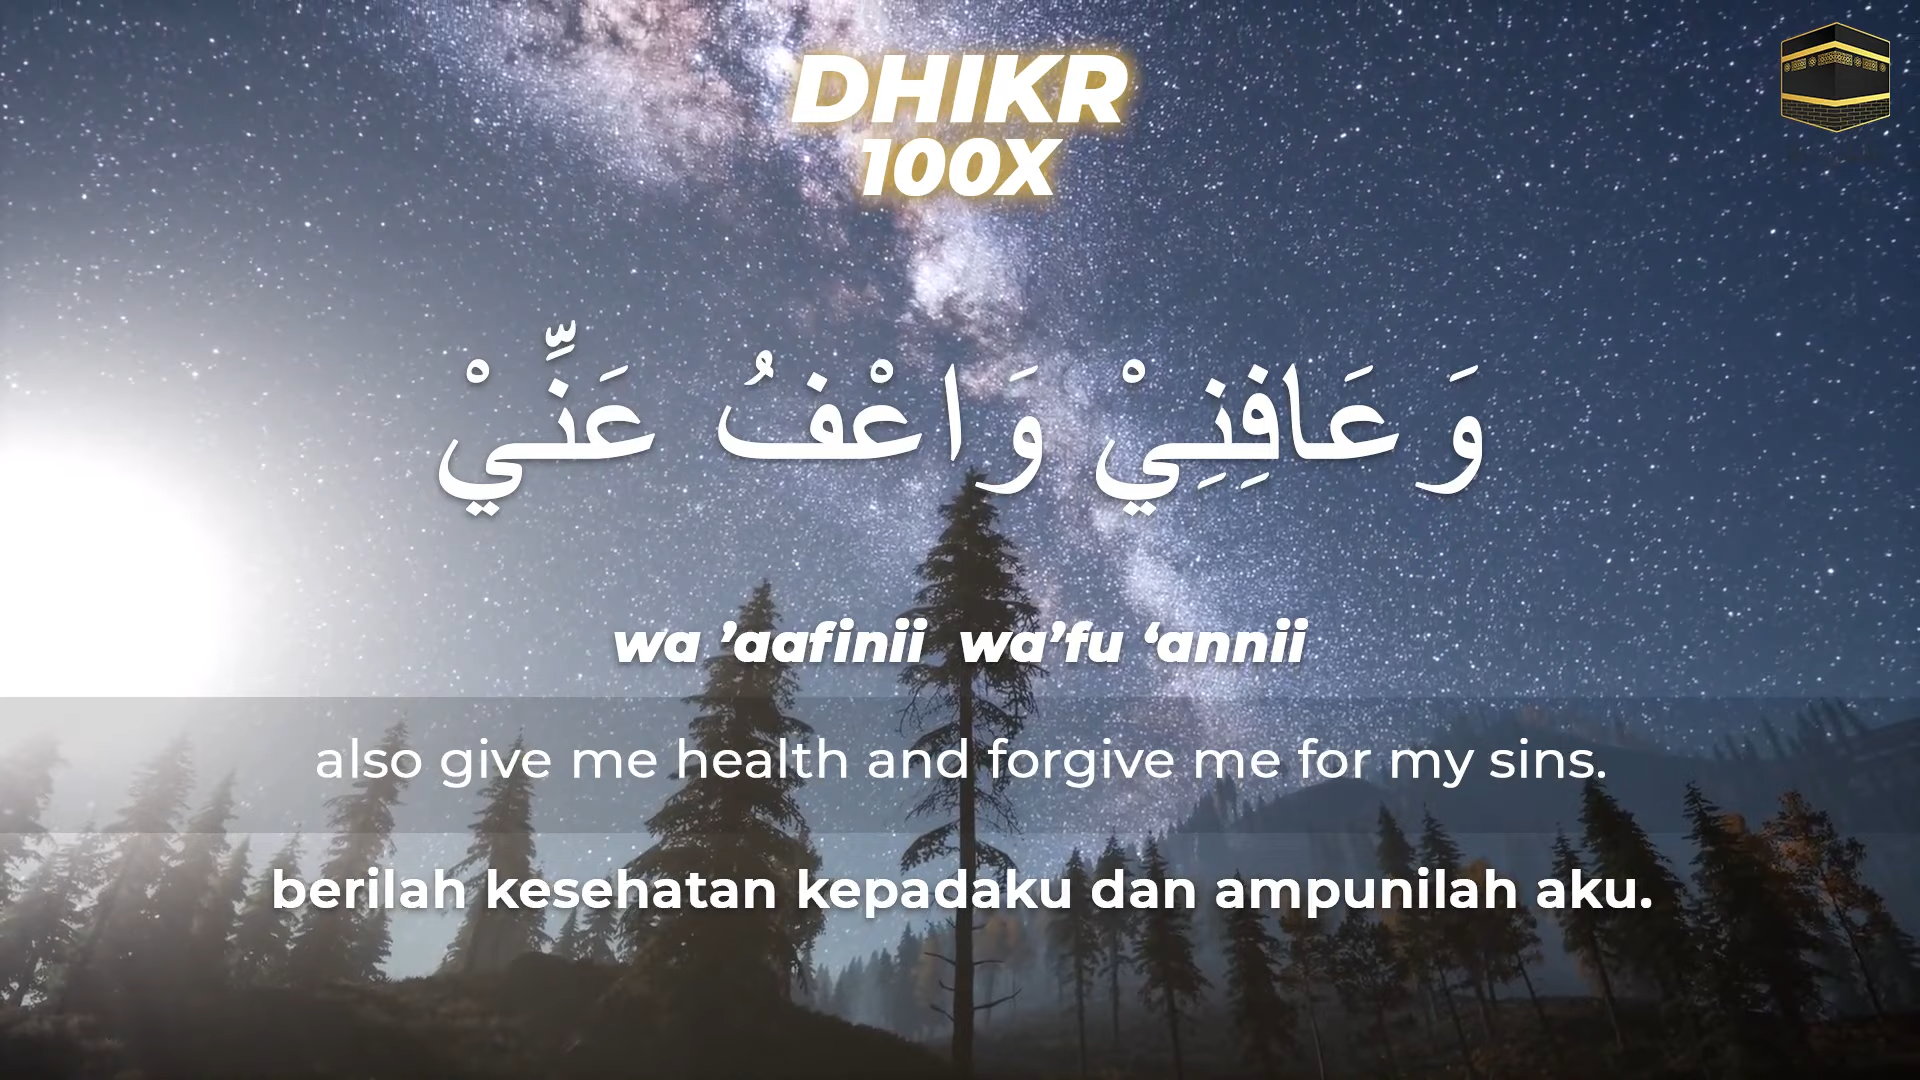 DHIKR
100X
وَعَافِنِيْ وَاعْفُ عَنِّيْ
wa ’aafinii wa’fu ‘annii
also give me health and forgive me for my sins.
berilah kesehatan kepadaku dan ampunilah aku.